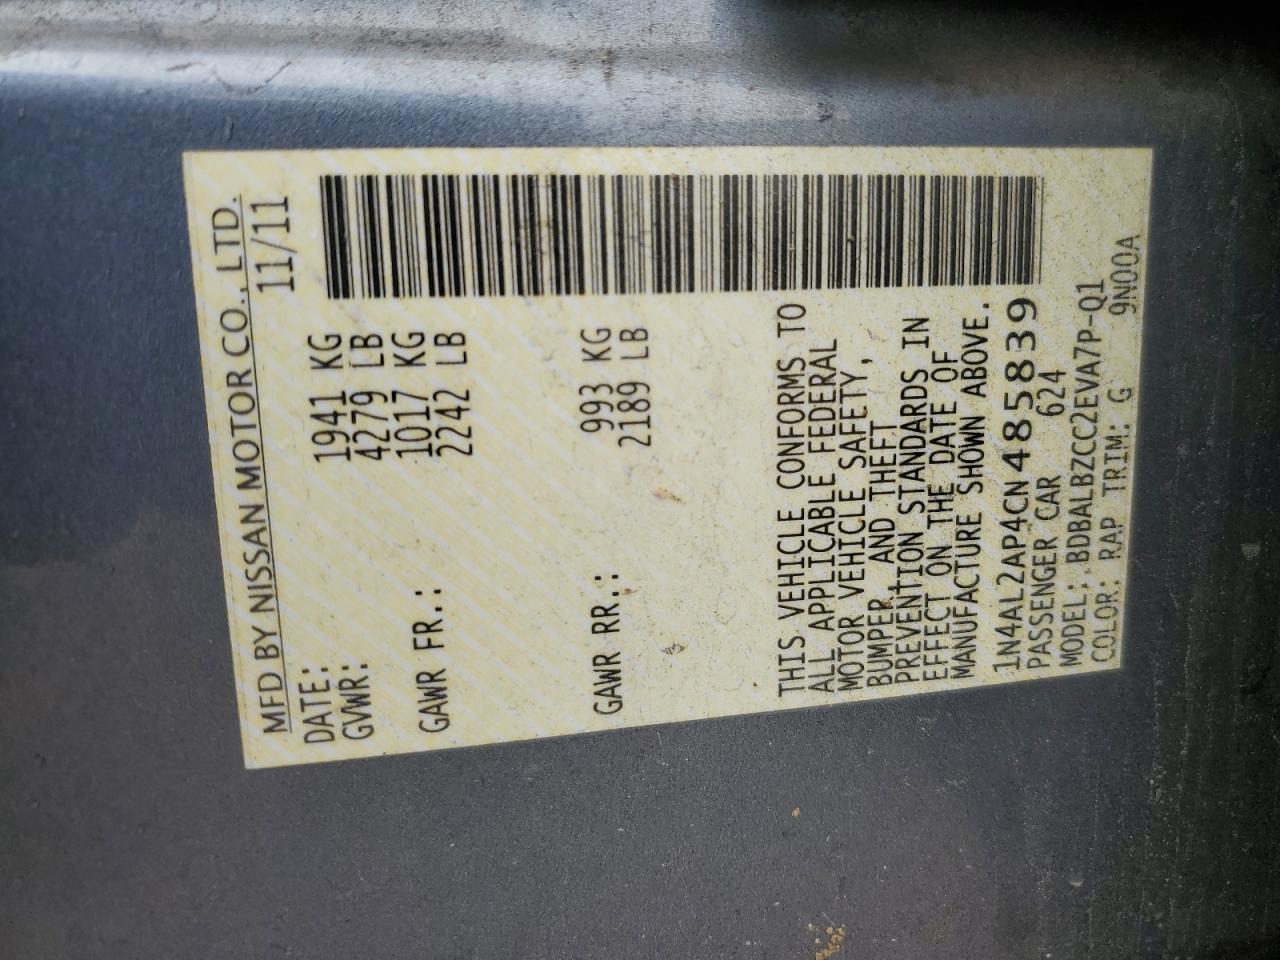 MFD BY NISSAN MOTOR CO., LTD.
DATE: 11/11
GVWR: 1941 KG
4279 LB
GAWR FR.: 1017 KG
2242 LB
GAWR RR.: 993 KG
2189 LB
THIS VEHICLE CONFORMS TO
ALL APPLICABLE FEDERAL
MOTOR VEHICLE SAFETY,
BUMPER, AND THEFT
PREVENTION STANDARDS IN
EFFECT ON THE DATE OF
MANUFACTURE SHOWN ABOVE.
1N4AL2AP4CN485839
PASSENGER CAR 624
MODEL: BDBALBZCC2EVA7P-Q1
COLOR: RAP TRIM: G 9N00A